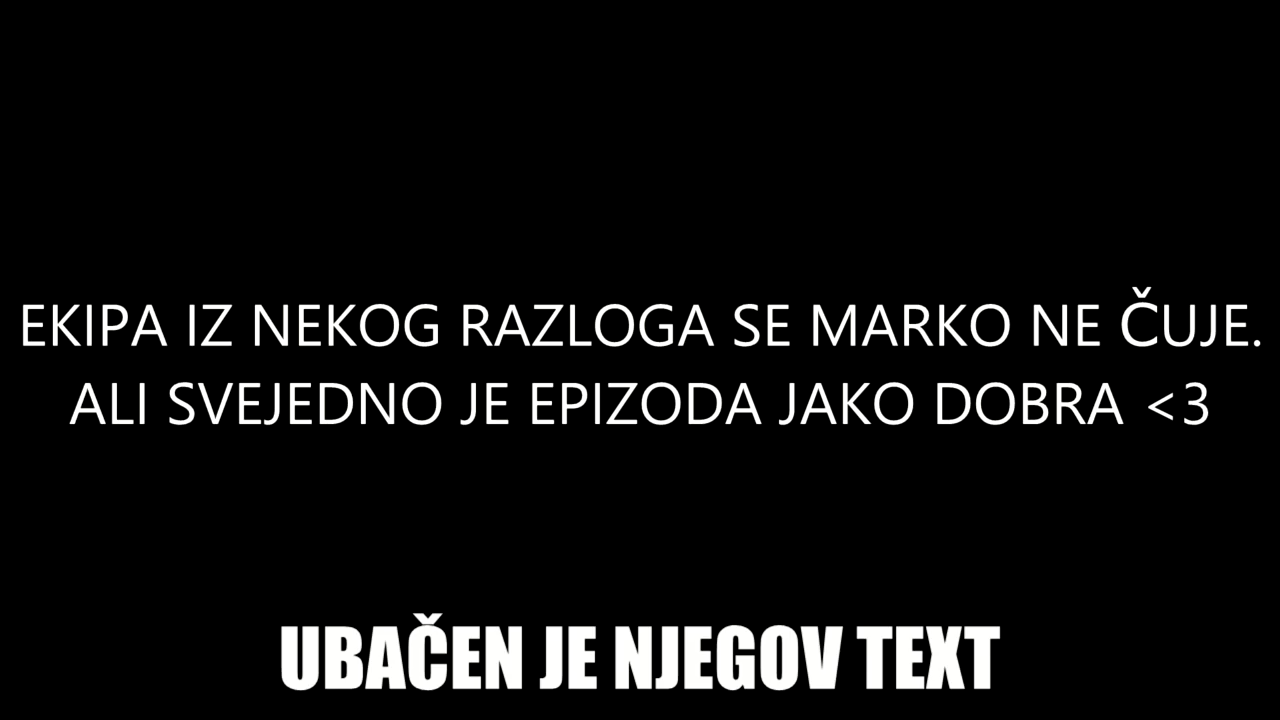 EKIPA IZ NEKOG RAZLOGA SE MARKO NE ČUJE.
ALI SVEJEDNO JE EPIZODA JAKO DOBRA <3
UBAČEN JE NJEGOV TEXT